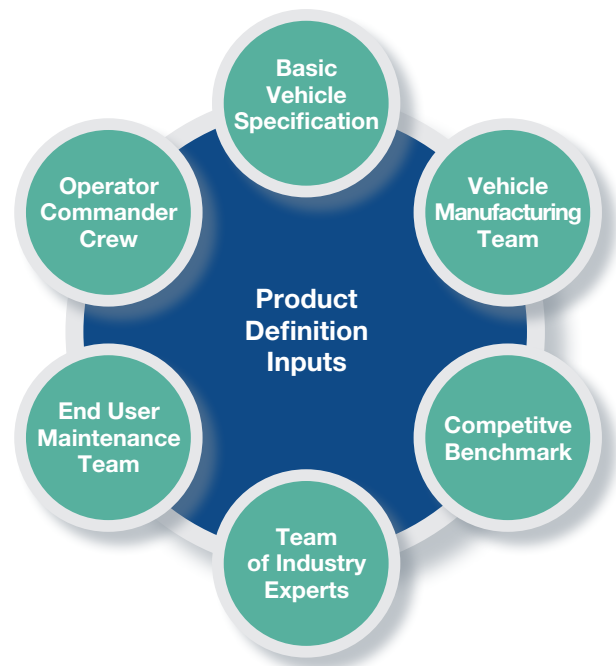 Basic
Vehicle
Specification
Operator
Commander
Crew
Vehicle
Manufacturing
Team
Product
Definition
Inputs
End User
Maintenance
Team
Competitve
Benchmark
Team
of Industry
Experts